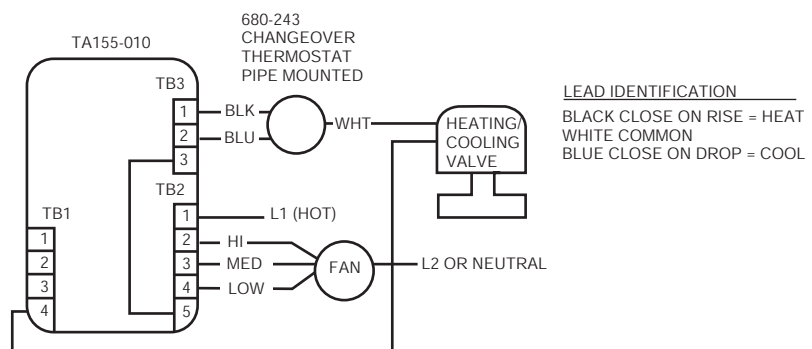 680-243
CHANGEOVER
THERMOSTAT
PIPE MOUNTED
TA155-010
TB3
1
2
3
BLK
BLU
WHT
HEATING/
COOLING
VALVE
LEAD IDENTIFICATION
BLACK CLOSE ON RISE = HEAT
WHITE COMMON
BLUE CLOSE ON DROP = COOL
TB2
1
2
3
4
5
L1 (HOT)
HI
MED
LOW
FAN
L2 OR NEUTRAL
TB1
1
2
3
4